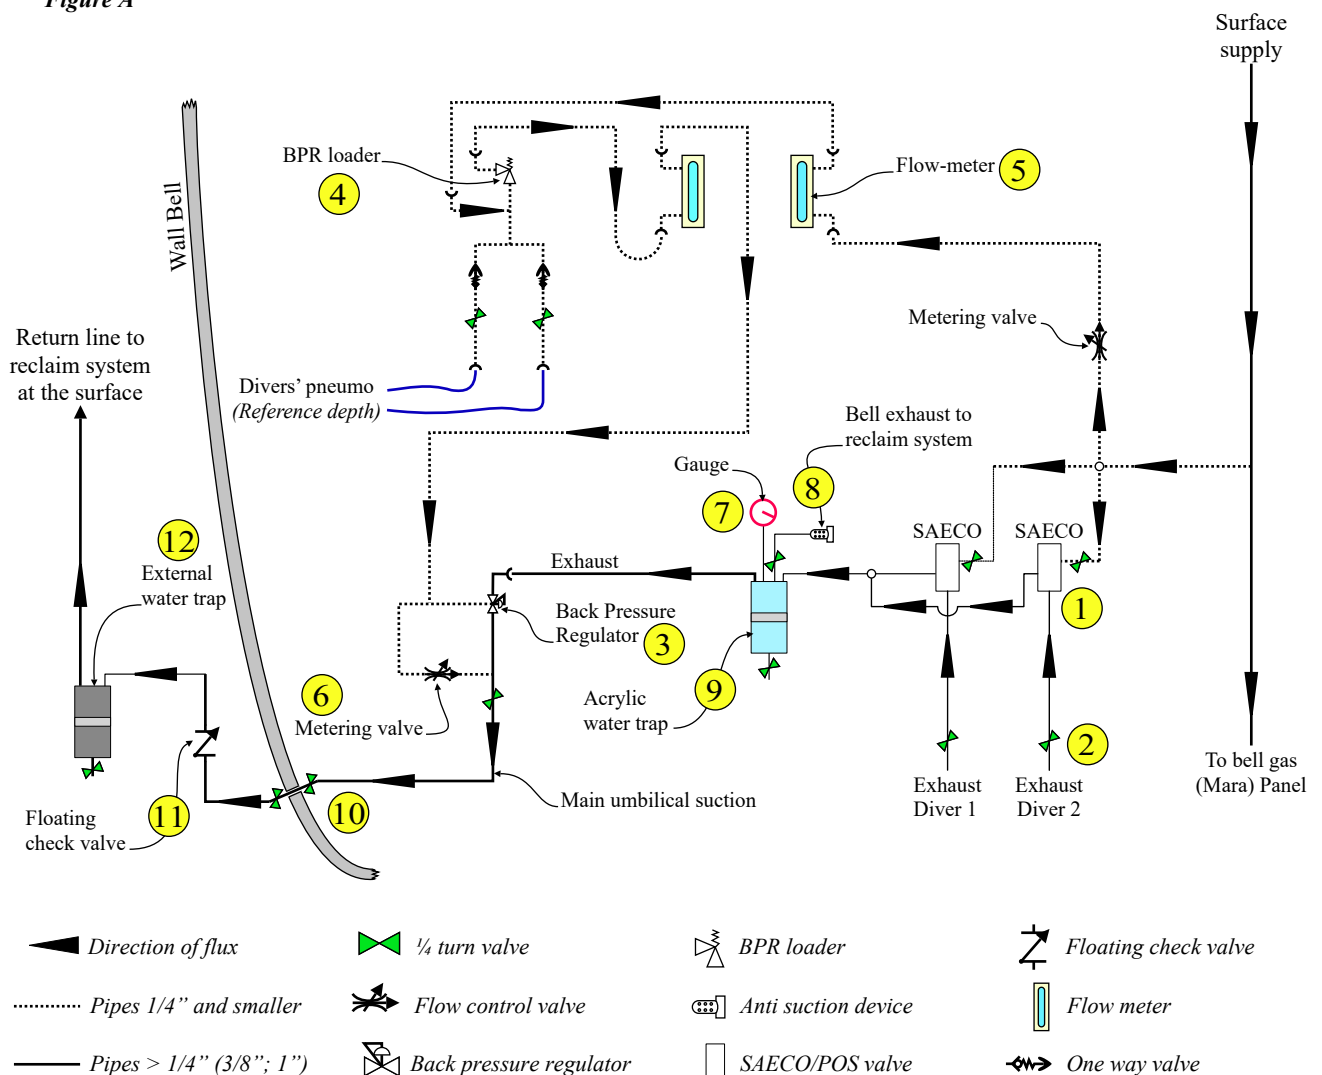 Figure A
Surface
supply
BPR loader
4
Flow-meter
5
Wall Bell
Metering valve
Return line to
reclaim system
at the surface
Divers’ pneumo
(Reference depth)
Bell exhaust to
reclaim system
Gauge
7
8
SAECO
SAECO
12
External
water trap
Exhaust
Back Pressure
Regulator
3
1
6
Metering valve
9
Acrylic
water trap
2
To bell gas
(Mara) Panel
Exhaust
Diver 1
Exhaust
Diver 2
Main umbilical suction
10
11
Floating
check valve
Direction of flux
¼ turn valve
BPR loader
Floating check valve
Pipes 1/4” and smaller
Flow control valve
Anti suction device
Flow meter
Pipes > 1/4” (3/8”; 1”)
Back pressure regulator
SAECO/POS valve
One way valve